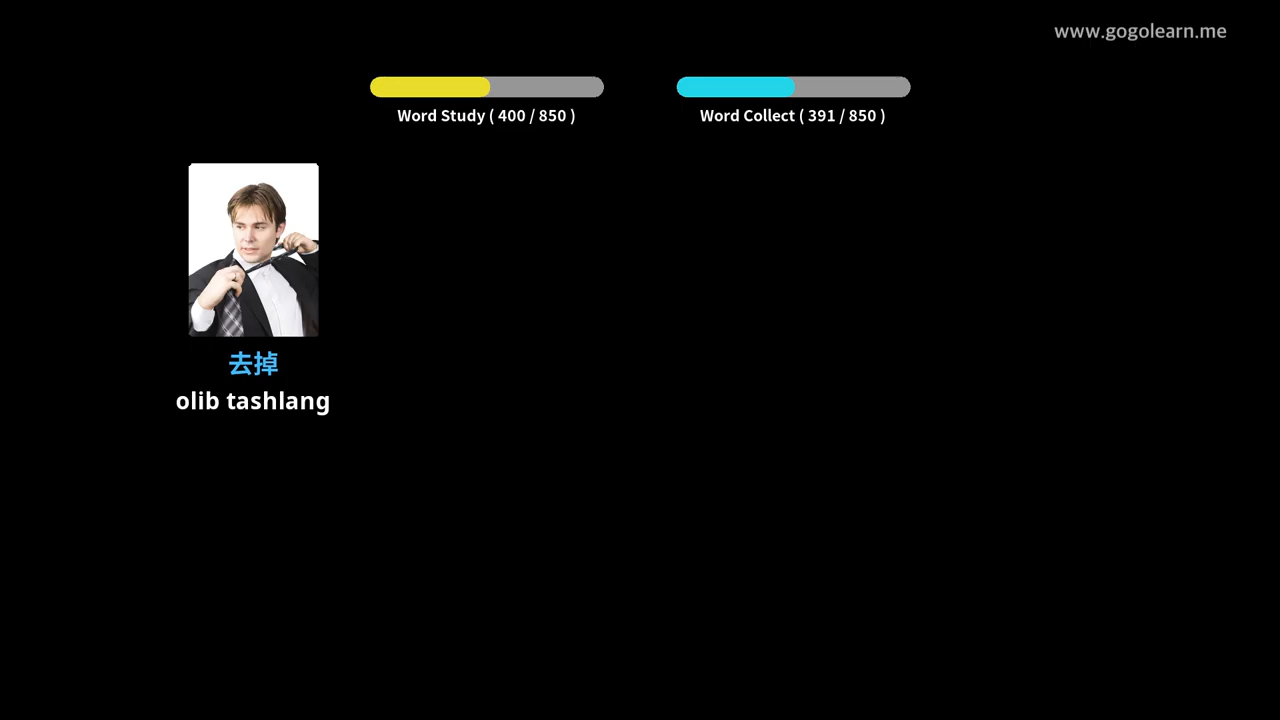 www.gogolearn.me
Word Study ( 400 / 850 )
Word Collect ( 391 / 850 )
去掉
olib tashlang